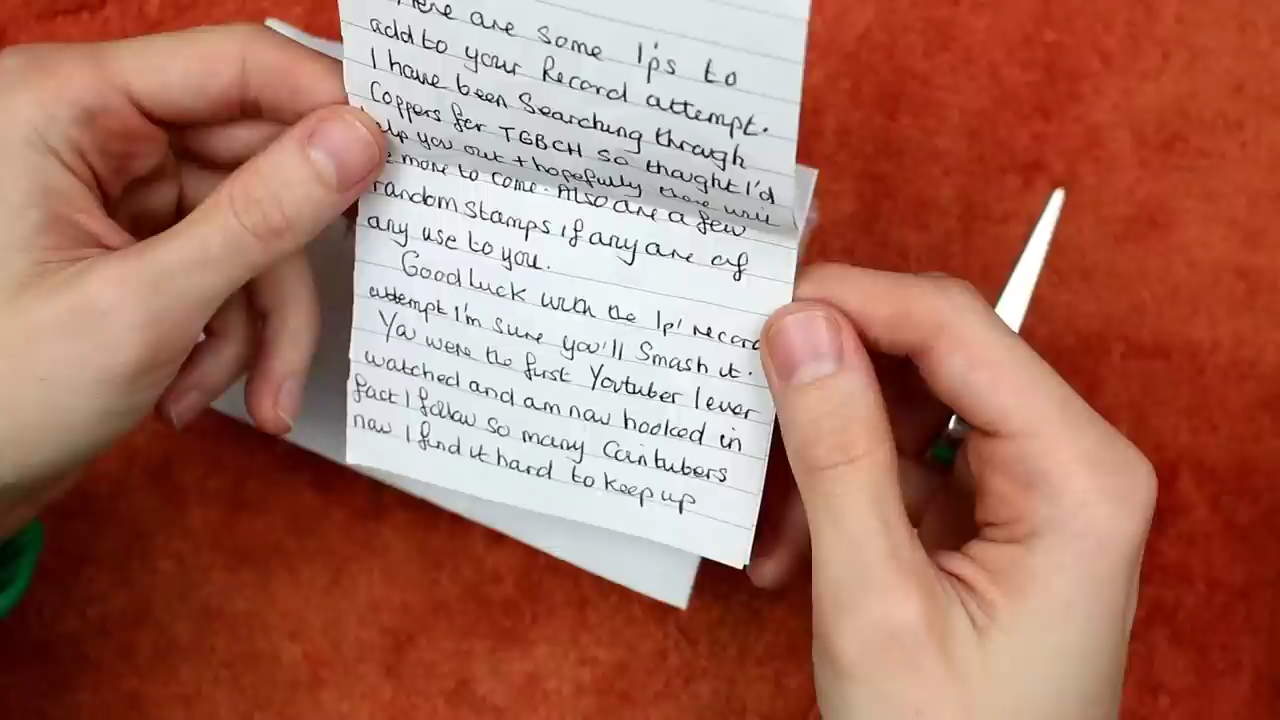 are some 1p's to
add to your Record attempt.
I have been Searching through
Coppers for TGBCH so thought I'd
you out + hopefully there will
more to come. Also are a few
random stamps if any are of
any use to you.
Good luck with the 1p' record
attempt I'm sure you'll Smash it.
You were the first Youtuber I ever
watched and am now hooked in
fact I follow so many Cointubers
now I find it hard to keep up